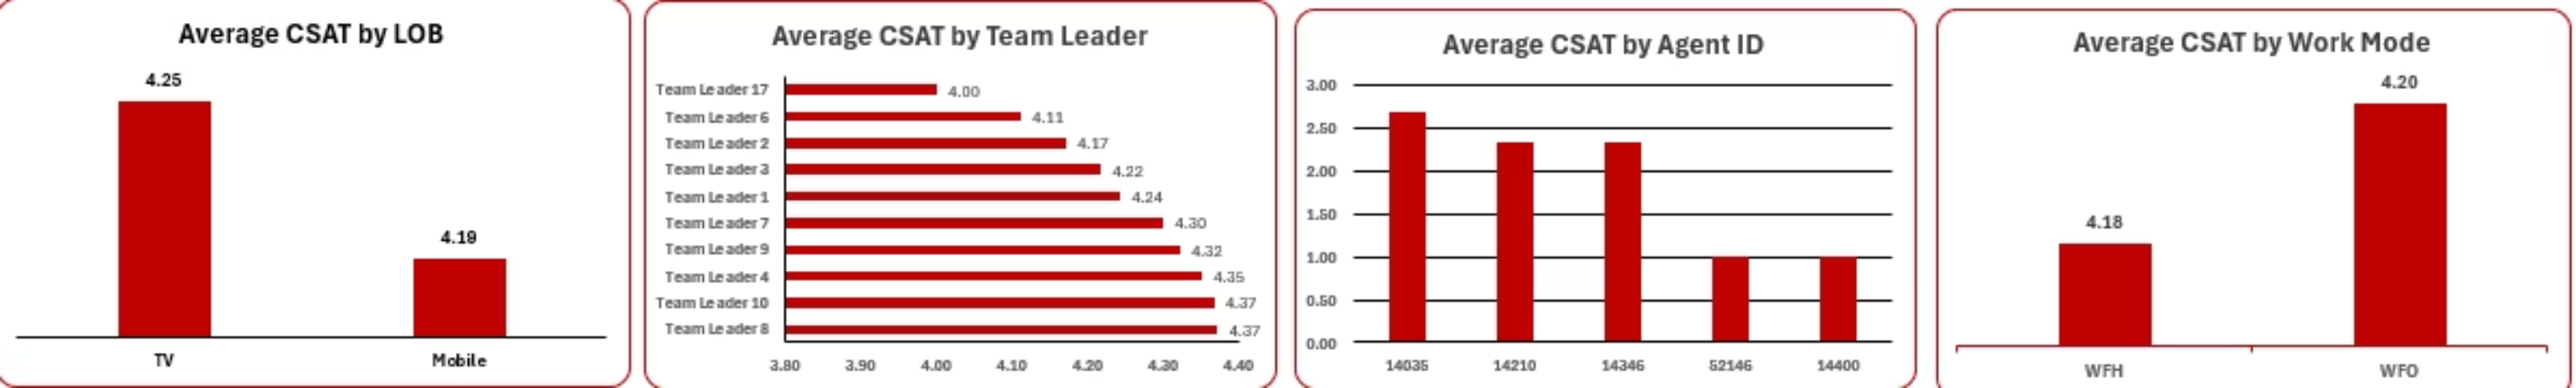 Average CSAT by LOB
4.25
4.19
TV
Mobile
Average CSAT by Team Leader
Team Leader 17 4.00
Team Leader 6 4.11
Team Leader 2 4.17
Team Leader 3 4.22
Team Leader 1 4.24
Team Leader 7 4.30
Team Leader 9 4.32
Team Leader 4 4.35
Team Leader 10 4.37
Team Leader 8 4.37
3.80 3.90 4.00 4.10 4.20 4.30 4.40
Average CSAT by Agent ID
3.00
2.50
2.00
1.50
1.00
0.50
0.00
14035 14210 14346 52146 14400
Average CSAT by Work Mode
4.20
4.18
WFH WFO